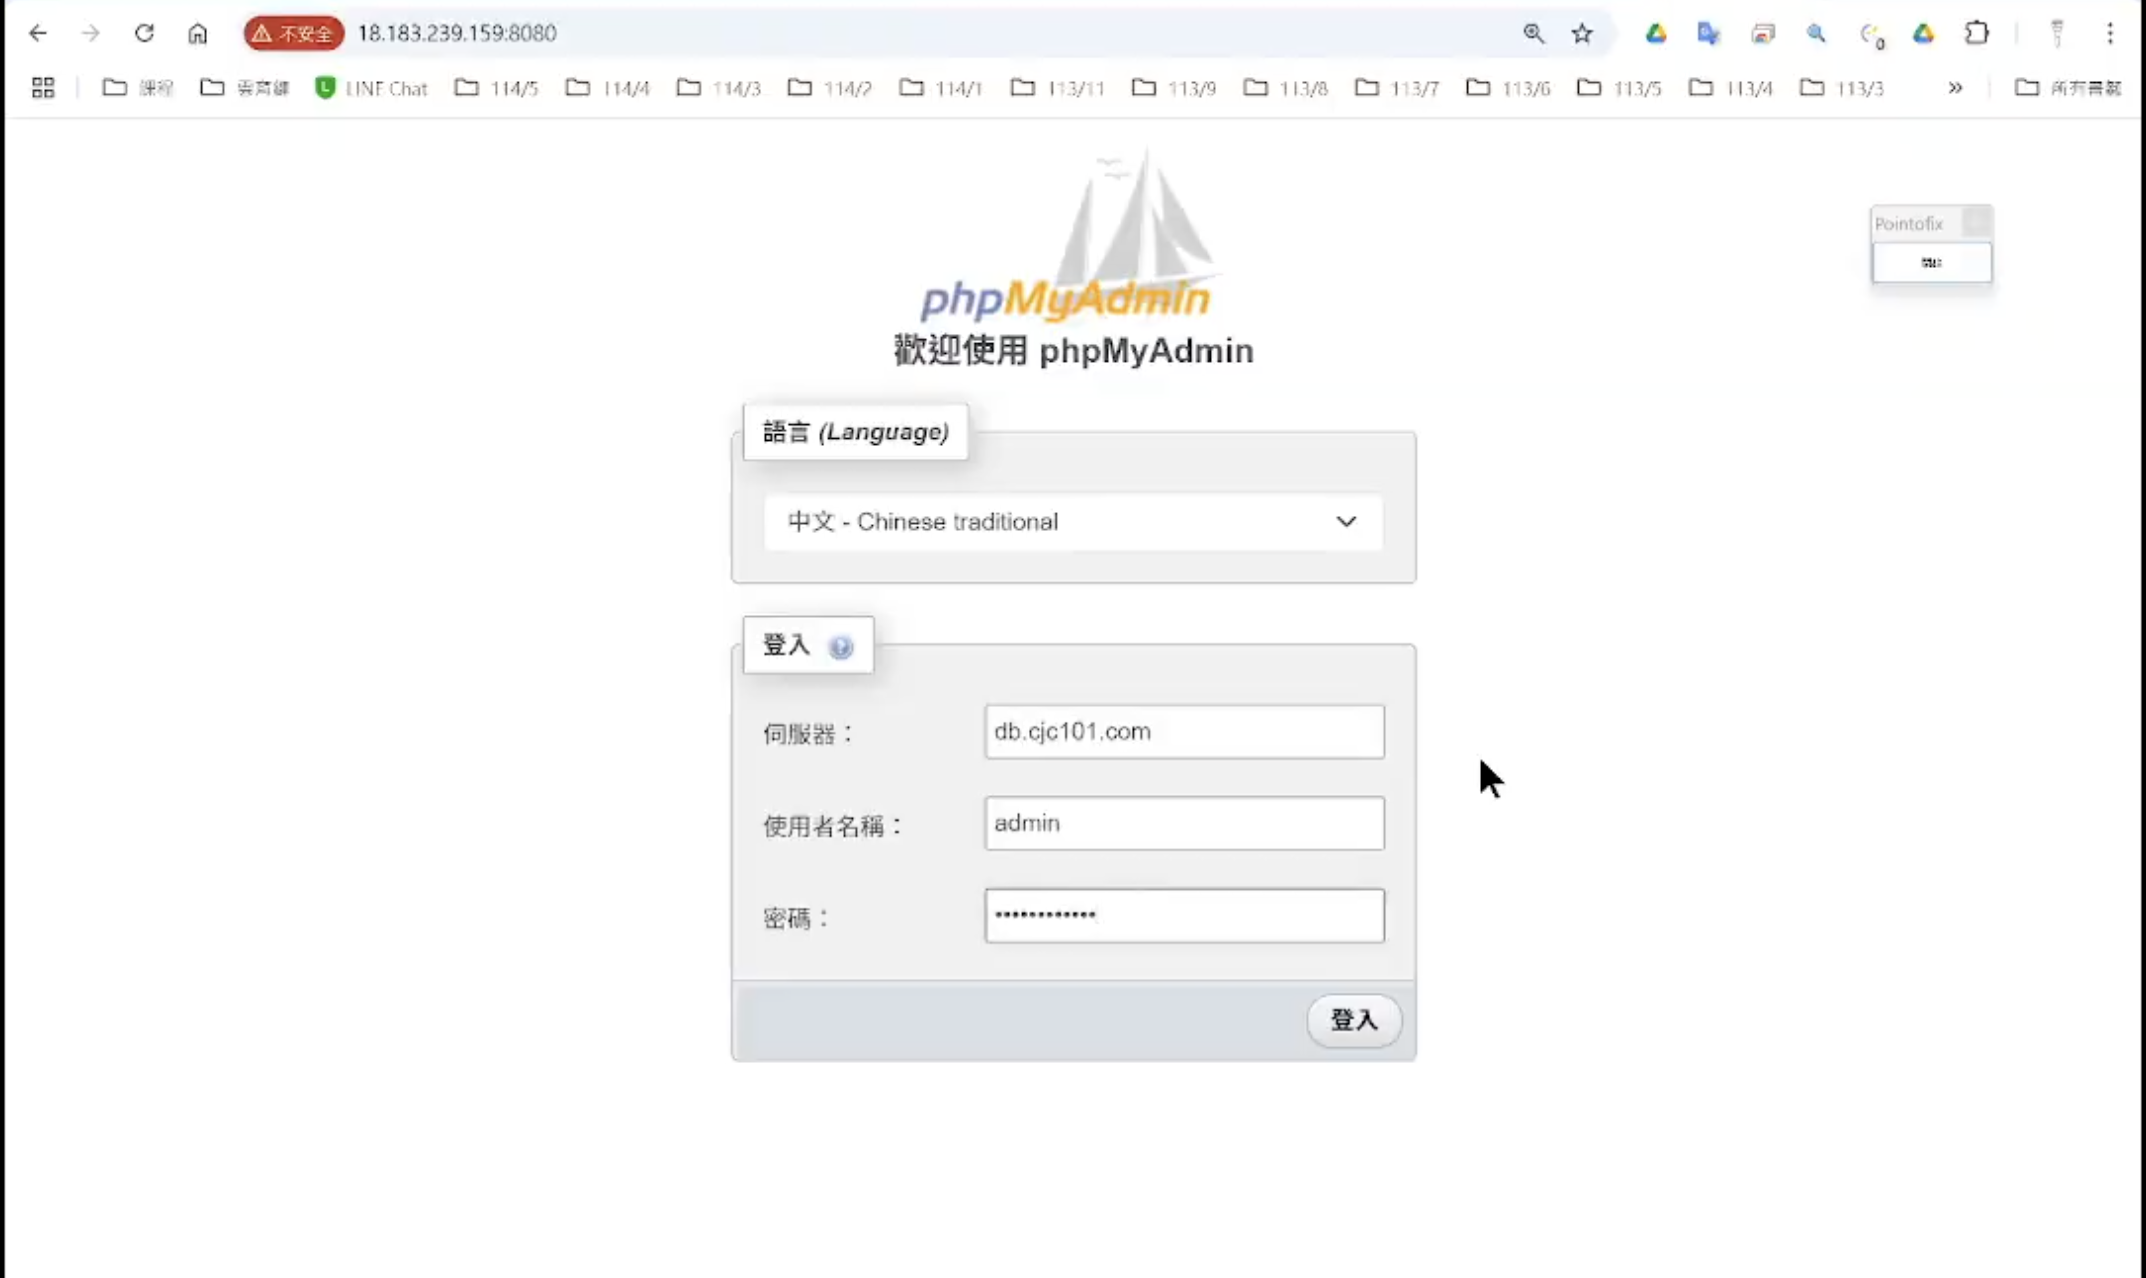 不安全 18.183.239.159:8080
課程 雲育鏈 LINE Chat 114/5 114/4 114/3 114/2 114/1 113/11 113/9 113/8 113/7 113/6 113/5 113/4 113/3 » 所有書籤
Pointofix
phpMyAdmin
歡迎使用 phpMyAdmin
語言 (Language)
中文 - Chinese traditional
登入
伺服器： db.cjc101.com
使用者名稱： admin
密碼： ••••••••••••
登入